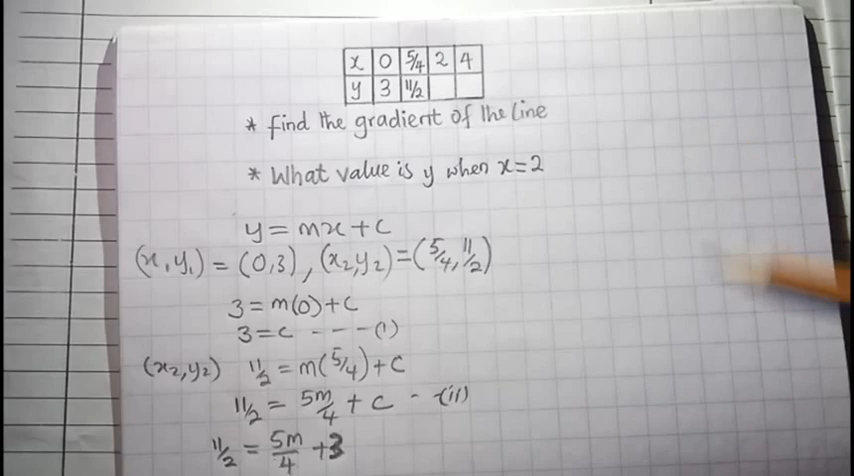 x 0 5/4 2 4
y 3 11/2
* find the gradient of the line
* What value is y when x=2
y = mx + c
(x,y₁) = (0,3), (x₂,y₂)=(5/4,11/2)
3 = m(0)+c
3=c - - - (1)
(x₂,y₂) 11/2 = m(5/4)+c
11/2 = 5m/4 + c - (ii)
11/2 = 5m/4 +3